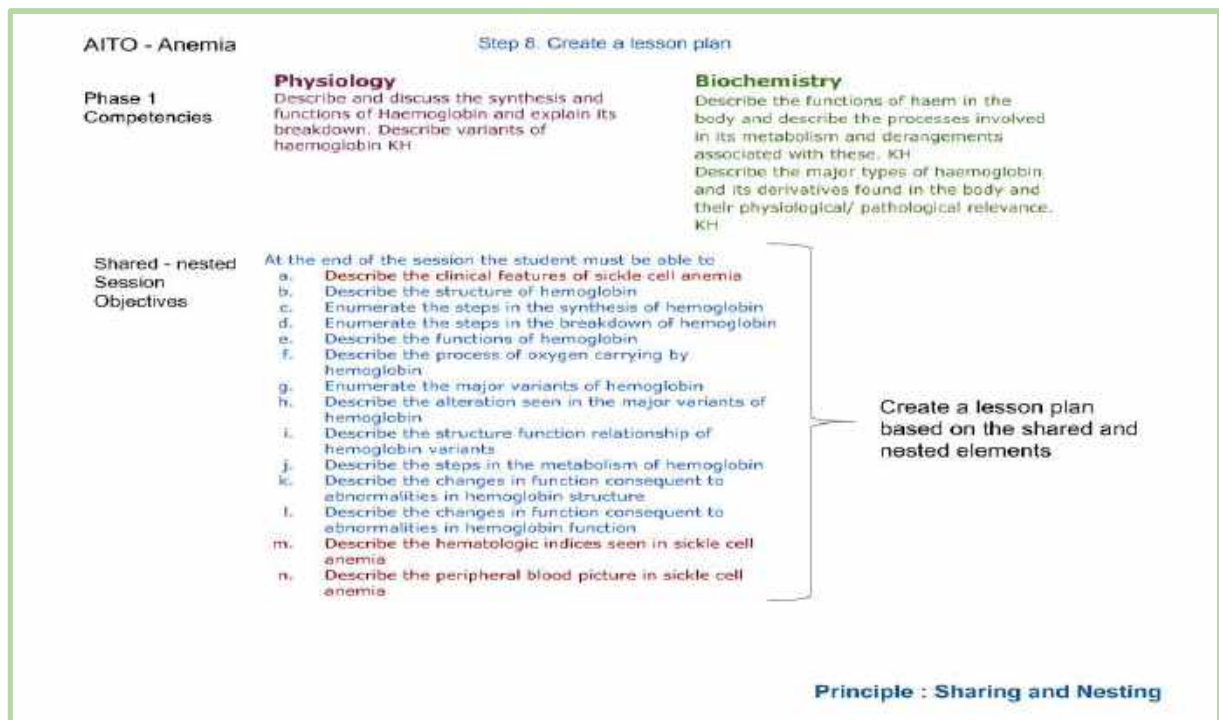 AITO - Anemia
Step 8. Create a lesson plan
Phase 1
Competencies
Physiology
Describe and discuss the synthesis and
functions of Haemoglobin and explain its
breakdown. Describe variants of
haemoglobin KH
Biochemistry
Describe the functions of haem in the
body and describe the processes involved
in its metabolism and derangements
associated with these. KH
Describe the major types of haemoglobin
and its derivatives found in the body and
their physiological/ pathological relevance.
KH
Shared - nested
Session
Objectives
At the end of the session the student must be able to
a. Describe the clinical features of sickle cell anemia
b. Describe the structure of hemoglobin
c. Enumerate the steps in the synthesis of hemoglobin
d. Enumerate the steps in the breakdown of hemoglobin
e. Describe the functions of hemoglobin
f. Describe the process of oxygen carrying by
hemoglobin
g. Enumerate the major variants of hemoglobin
h. Describe the alteration seen in the major variants of
hemoglobin
i. Describe the structure function relationship of
hemoglobin variants
j. Describe the steps in the metabolism of hemoglobin
k. Describe the changes in function consequent to
abnormalities in hemoglobin structure
l. Describe the changes in function consequent to
abnormalities in hemoglobin function
m. Describe the hematologic indices seen in sickle cell
anemia
n. Describe the peripheral blood picture in sickle cell
anemia
Create a lesson plan
based on the shared and
nested elements
Principle : Sharing and Nesting